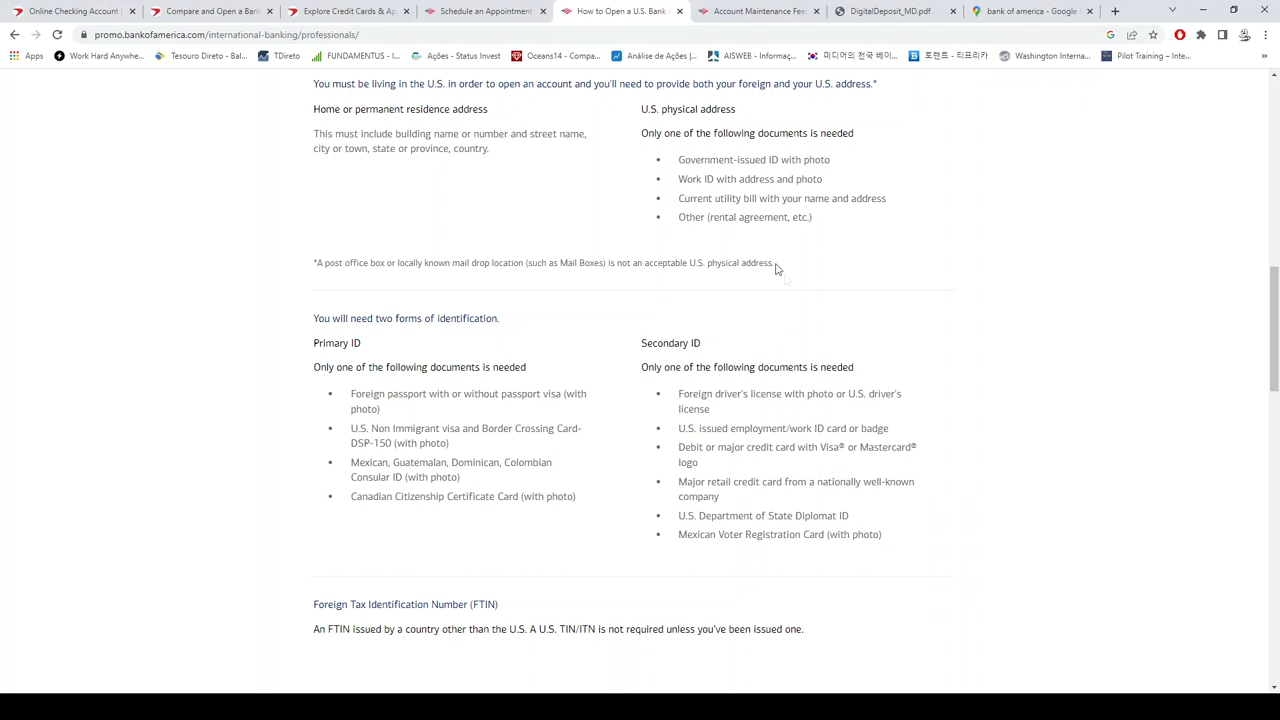 Online Checking Account
Compare and Open a Bank
Explore Credit Cards & Ap
Schedule an Appointment
How to Open a U.S. Bank
Account Maintenance Fee
DigitalDeposit_MD.pdf
bank of america - Google
promo.bankofamerica.com/international-banking/professionals/
Apps
Work Hard Anywhe...
Tesouro Direto - Bal...
TDireto
FUNDAMENTUS - I...
Ações - Status Invest
Oceans14 - Compa...
Análise de Ações |...
AISWEB - Informaç...
미디어의 천국 베이...
토렌트 - 티프리카
Washington Interna...
Pilot Training – Inte...
You must be living in the U.S. in order to open an account and you'll need to provide both your foreign and your U.S. address.*
Home or permanent residence address
This must include building name or number and street name,
city or town, state or province, country.
U.S. physical address
Only one of the following documents is needed
• Government-issued ID with photo
• Work ID with address and photo
• Current utility bill with your name and address
• Other (rental agreement, etc.)
*A post office box or locally known mail drop location (such as Mail Boxes) is not an acceptable U.S. physical address.
You will need two forms of identification.
Primary ID
Only one of the following documents is needed
• Foreign passport with or without passport visa (with
photo)
• U.S. Non Immigrant visa and Border Crossing Card-
DSP-150 (with photo)
• Mexican, Guatemalan, Dominican, Colombian
Consular ID (with photo)
• Canadian Citizenship Certificate Card (with photo)
Secondary ID
Only one of the following documents is needed
• Foreign driver's license with photo or U.S. driver's
license
• U.S. issued employment/work ID card or badge
• Debit or major credit card with Visa® or Mastercard®
logo
• Major retail credit card from a nationally well-known
company
• U.S. Department of State Diplomat ID
• Mexican Voter Registration Card (with photo)
Foreign Tax Identification Number (FTIN)
An FTIN issued by a country other than the U.S. A U.S. TIN/ITN is not required unless you've been issued one.